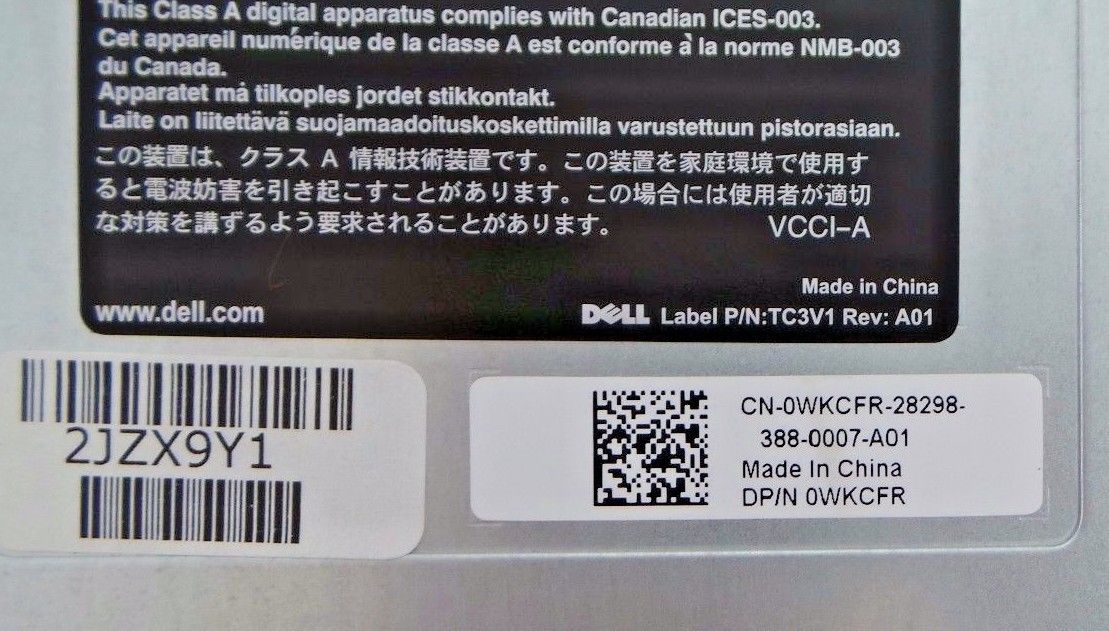 This Class A digital apparatus complies with Canadian ICES-003.
Cet appareil numérique de la classe A est conforme à la norme NMB-003
du Canada.
Apparatet må tilkoples jordet stikkontakt.
Laite on liitettävä suojamaadoituskoskettimilla varustettuun pistorasiaan.
この装置は、クラス A 情報技術装置です。この装置を家庭環境で使用す
ると電波妨害を引き起こすことがあります。この場合には使用者が適切
な対策を講ずるよう要求されることがあります。 VCCI-A
Made in China
www.dell.com
DELL Label P/N:TC3V1 Rev: A01
2JZX9Y1
CN-0WKCFR-28298-
388-0007-A01
Made In China
DP/N 0WKCFR